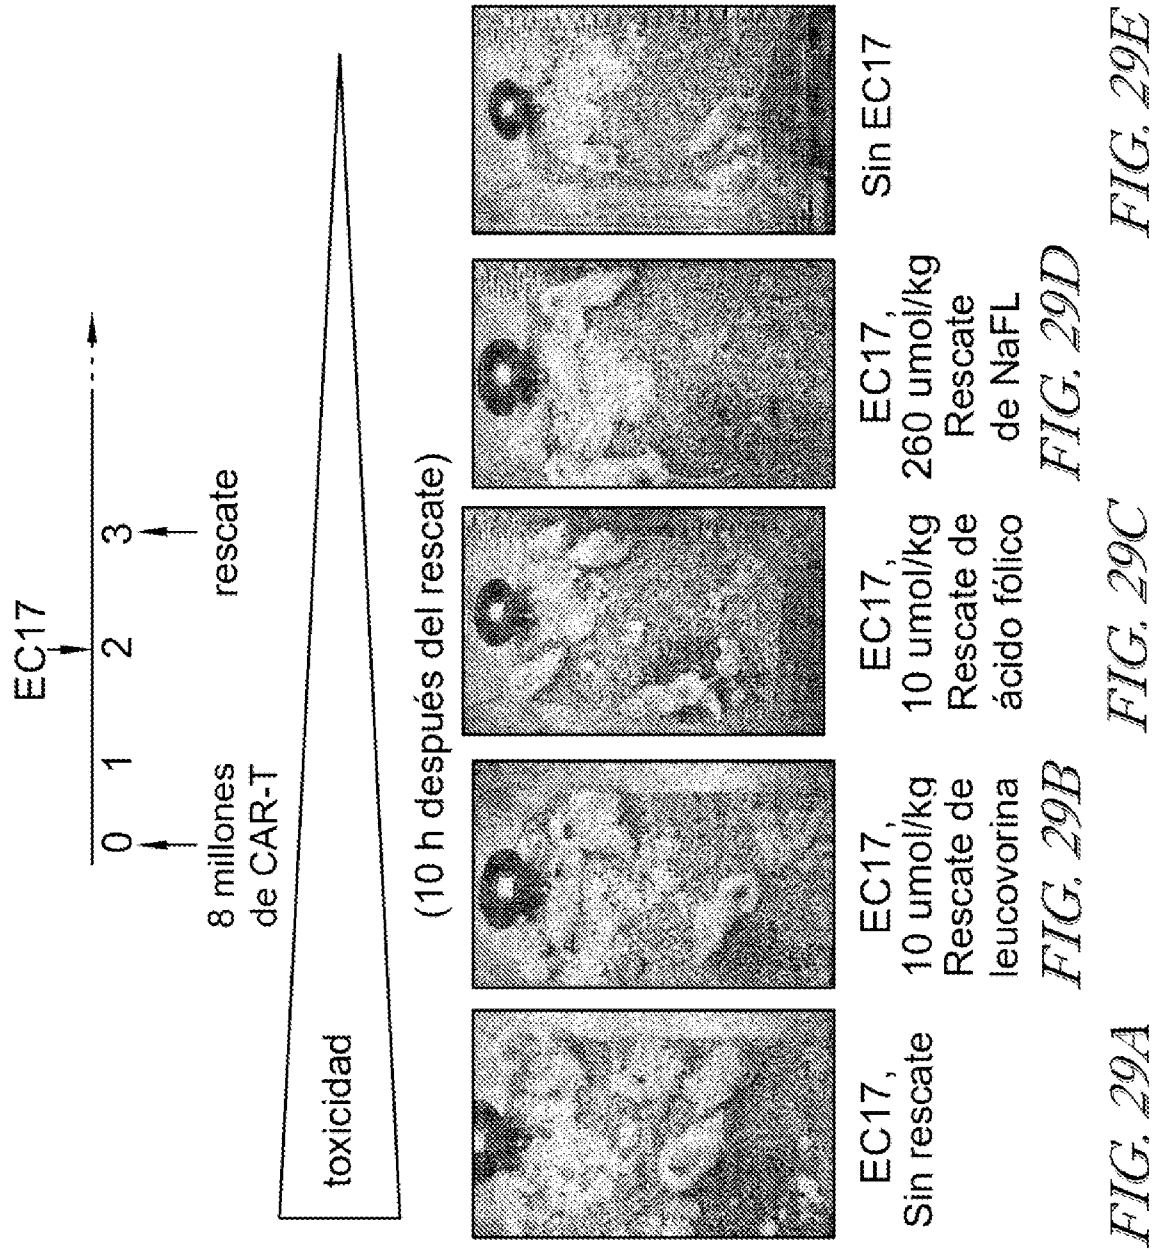 EC17
0 1 2 3
8 millones
de CAR-T
rescate
toxicidad
(10 h después del rescate)
EC17,
Sin rescate
FIG. 29A
EC17,
10 umol/kg
Rescate de
leucovorina
FIG. 29B
EC17,
10 umol/kg
Rescate de
ácido fólico
FIG. 29C
EC17,
260 umol/kg
Rescate
de NaFL
FIG. 29D
Sin EC17
FIG. 29E